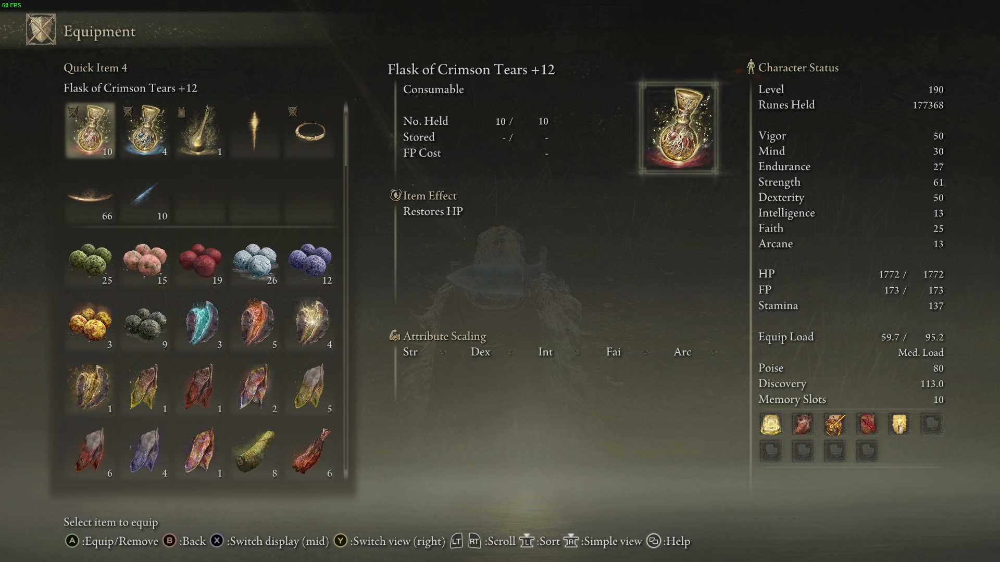 60 FPS
Equipment
Quick Item 4
Flask of Crimson Tears +12
10 4 1
66 10
25 15 19 26 12
3 9 3 5 4
1 1 1 2 5
6 4 1 8 6
Flask of Crimson Tears +12
Consumable
No. Held 10 / 10
Stored - / -
FP Cost -
Item Effect
Restores HP
Attribute Scaling
Str - Dex - Int - Fai - Arc -
Character Status
Level 190
Runes Held 177368
Vigor 50
Mind 30
Endurance 27
Strength 61
Dexterity 50
Intelligence 13
Faith 25
Arcane 13
HP 1772 / 1772
FP 173 / 173
Stamina 137
Equip Load 59.7 / 95.2
Med. Load
Poise 80
Discovery 113.0
Memory Slots 10
Select item to equip
A :Equip/Remove B :Back X :Switch display (mid) Y :Switch view (right) LT RT :Scroll L :Sort R :Simple view :Help